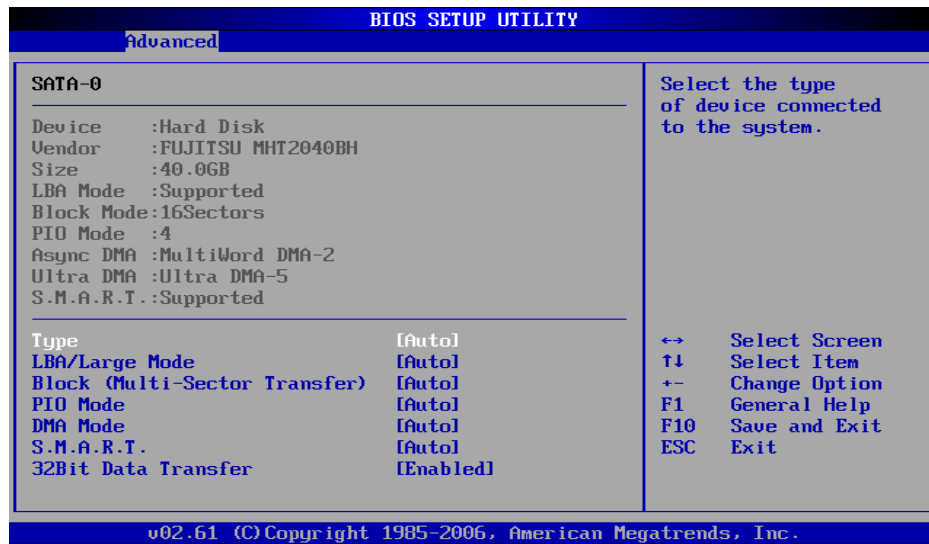 BIOS SETUP UTILITY
Advanced
SATA-0
Device :Hard Disk
Vendor :FUJITSU MHT2040BH
Size :40.0GB
LBA Mode :Supported
Block Mode:16Sectors
PIO Mode :4
Async DMA :MultiWord DMA-2
Ultra DMA :Ultra DMA-5
S.M.A.R.T.:Supported
Type [Auto]
LBA/Large Mode [Auto]
Block (Multi-Sector Transfer) [Auto]
PIO Mode [Auto]
DMA Mode [Auto]
S.M.A.R.T. [Auto]
32Bit Data Transfer [Enabled]
Select the type
of device connected
to the system.
↔ Select Screen
↑↓ Select Item
+- Change Option
F1 General Help
F10 Save and Exit
ESC Exit
v02.61 (C)Copyright 1985-2006, American Megatrends, Inc.